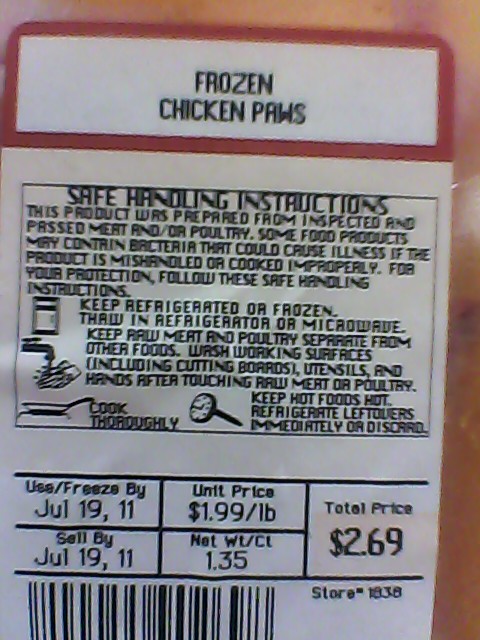 FROZEN
CHICKEN PAWS
SAFE HANDLING INSTRUCTIONS
THIS PRODUCT WAS PREPARED FROM INSPECTED AND
PASSED MEAT AND/OR POULTRY. SOME FOOD PRODUCTS
MAY CONTAIN BACTERIA THAT COULD CAUSE ILLNESS IF THE
PRODUCT IS MISHANDLED OR COOKED IMPROPERLY. FOR
YOUR PROTECTION, FOLLOW THESE SAFE HANDLING
INSTRUCTIONS.
KEEP REFRIGERATED OR FROZEN.
THAW IN REFRIGERATOR OR MICROWAVE.
KEEP RAW MEAT AND POULTRY SEPARATE FROM
OTHER FOODS. WASH WORKING SURFACES
(INCLUDING CUTTING BOARDS), UTENSILS, AND
HANDS AFTER TOUCHING RAW MEAT OR POULTRY.
COOK
THOROUGHLY
KEEP HOT FOODS HOT.
REFRIGERATE LEFTOVERS
IMMEDIATELY OR DISCARD.
Use/Freeze By
Jul 19, 11
Unit Price
$1.99/lb
Total Price
$2.69
Sell By
Jul 19, 11
Net Wt/Ct
1.35
Store# 1838